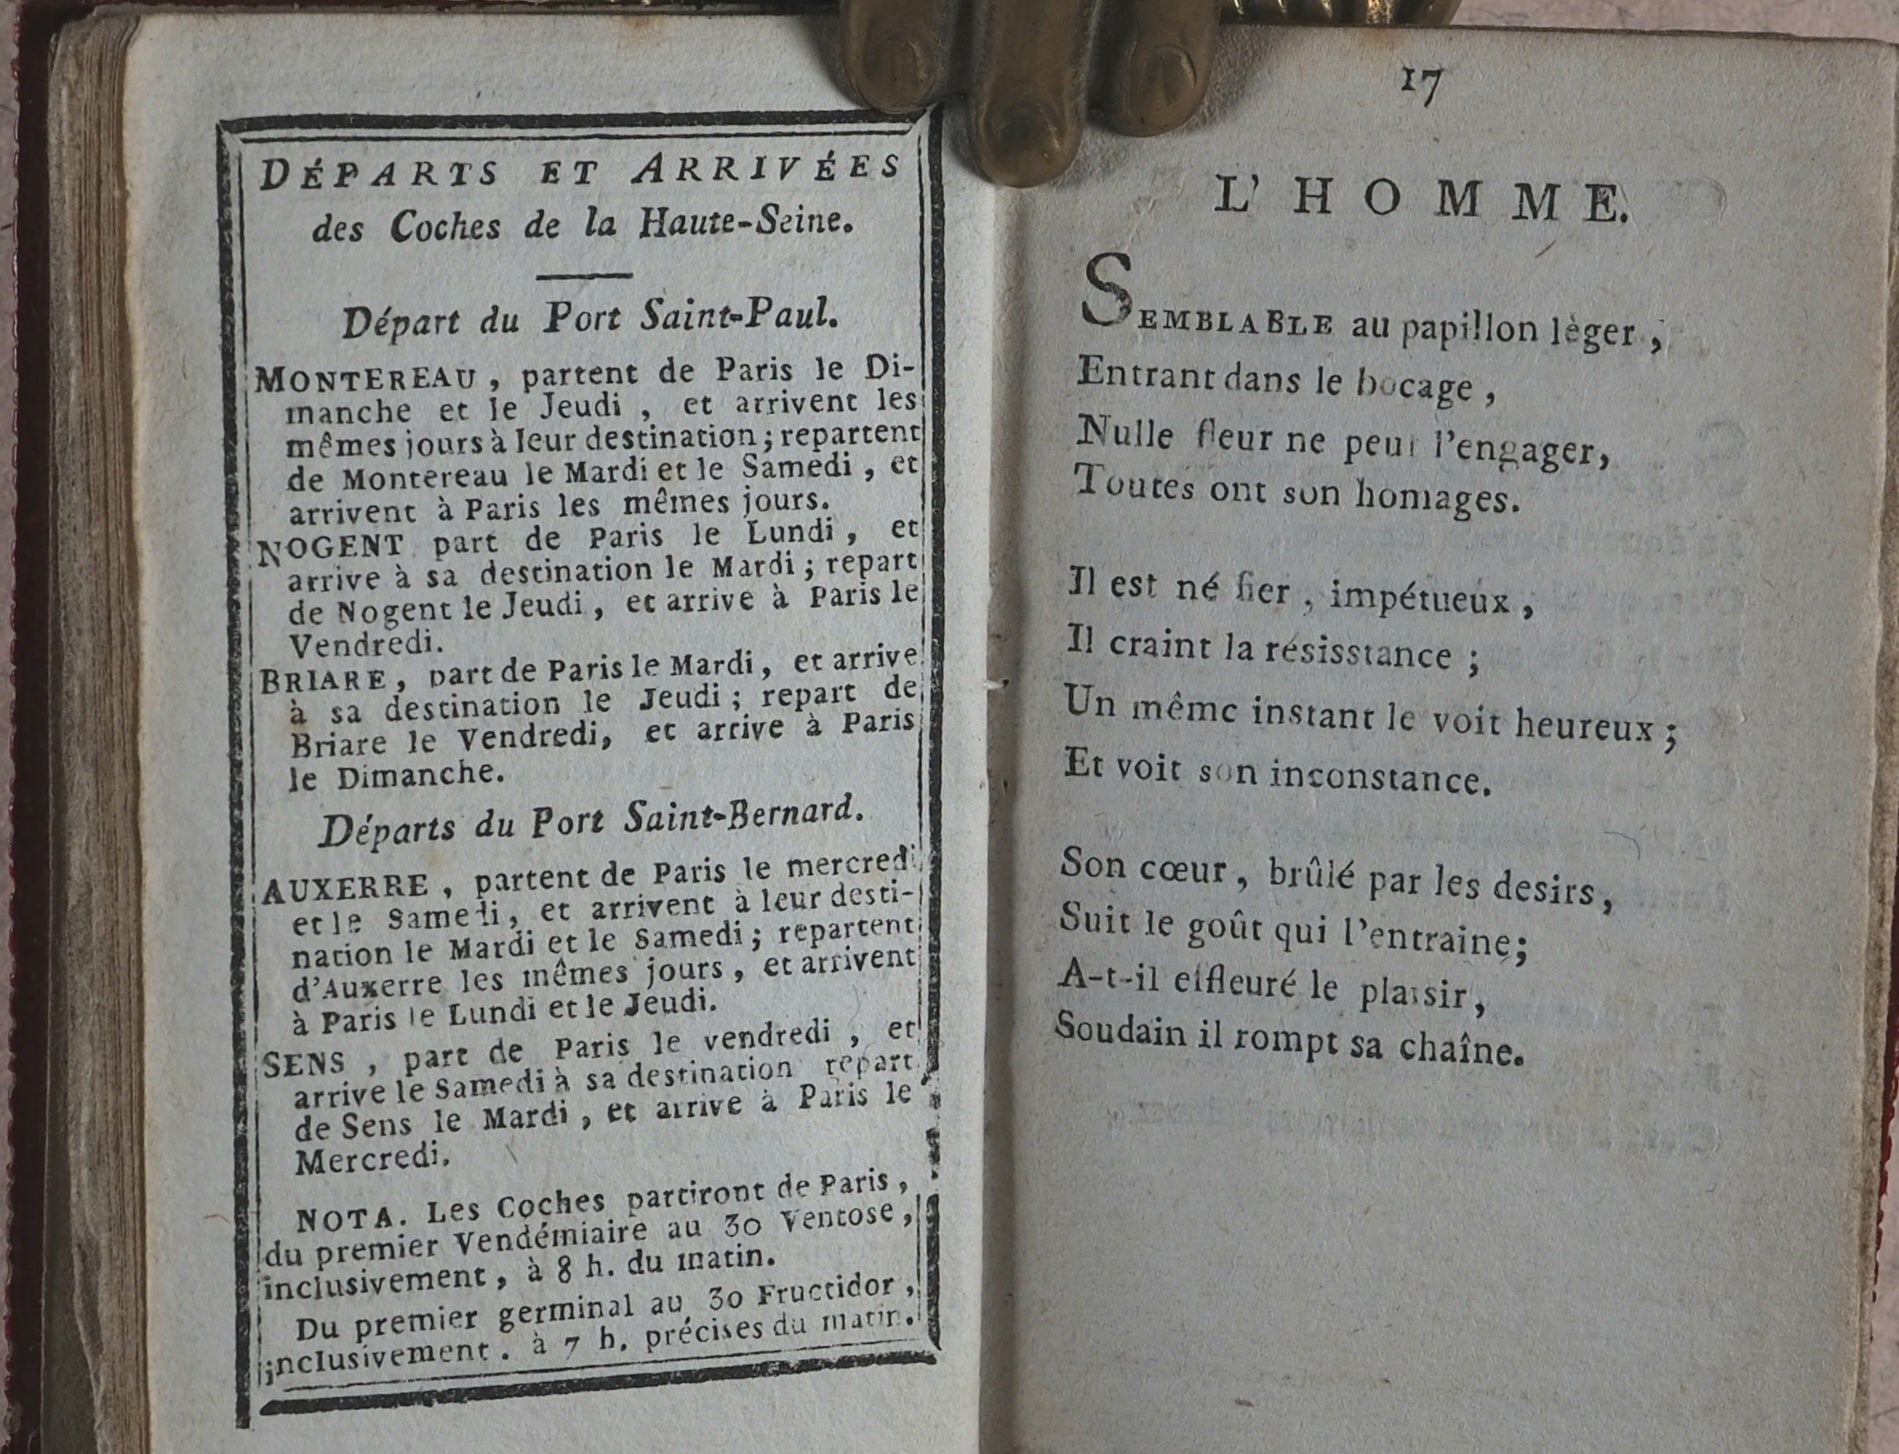 DÉPARTS ET ARRIVÉES
des Coches de la Haute-Seine.
Départ du Port Saint-Paul.
MONTEREAU, partent de Paris le Di-
manche et le Jeudi, et arrivent les
mêmes jours à leur destination; repartent
de Montereau le Mardi et le Samedi, et
arrivent à Paris les mêmes jours.
NOGENT part de Paris le Lundi, et
arrive à sa destination le Mardi; repart
de Nogent le Jeudi, et arrive à Paris le
Vendredi.
BRIARE, part de Paris le Mardi, et arrive
à sa destination le Jeudi; repart de
Briare le Vendredi, et arrive à Paris
le Dimanche.
Départs du Port Saint-Bernard.
AUXERRE, partent de Paris le mercredi
et le Samedi, et arrivent à leur desti-
nation le Mardi et le Samedi; repartent
d'Auxerre les mêmes jours, et arrivent
à Paris le Lundi et le Jeudi.
SENS, part de Paris le vendredi, et
arrive le Samedi à sa destination repart
de Sens le Mardi, et arrive à Paris le
Mercredi.
NOTA. Les Coches partiront de Paris,
du premier Vendémiaire au 30 Ventose,
inclusivement, à 8 h. du matin.
Du premier germinal au 30 Fructidor,
inclusivement. à 7 h. précises du matin.
17
L'HOMME.
SEMBLABLE au papillon lèger,
Entrant dans le bocage,
Nulle fleur ne peut l'engager,
Toutes ont son homages.
Il est né fier, impétueux,
Il craint la résisstance;
Un même instant le voit heureux;
Et voit son inconstance.
Son cœur, brûlé par les desirs,
Suit le goût qui l'entraine;
A-t-il effleuré le plaisir,
Soudain il rompt sa chaîne.